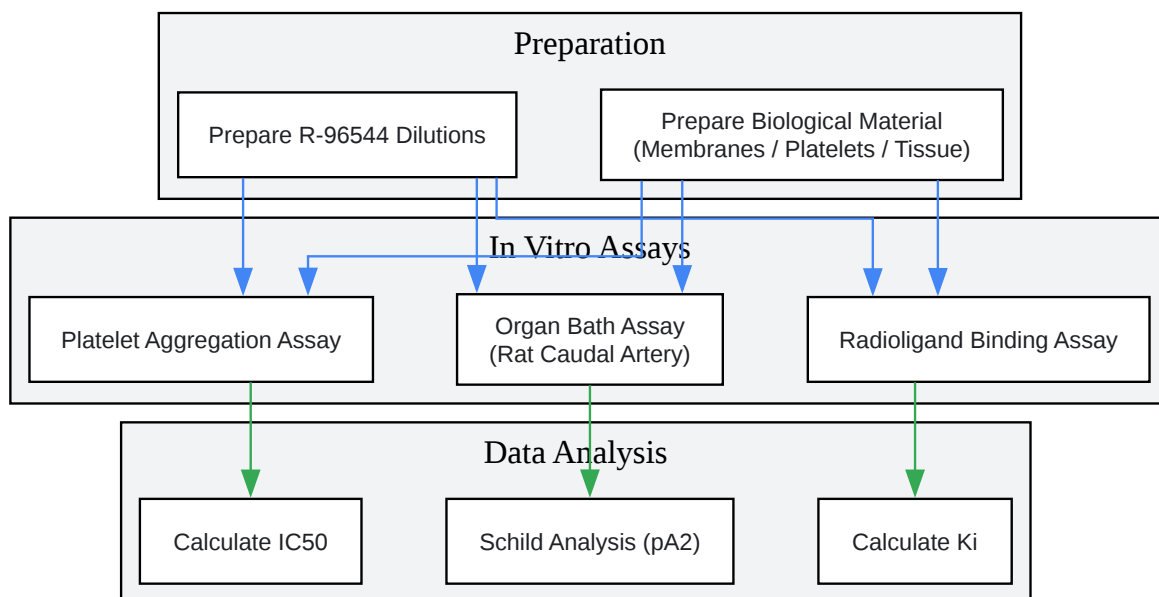 Preparation
Prepare R-96544 Dilutions
Prepare Biological Material
(Membranes / Platelets / Tissue)
In Vitro Assays
Platelet Aggregation Assay
Organ Bath Assay
(Rat Caudal Artery)
Radioligand Binding Assay
Data Analysis
Calculate IC50
Schild Analysis (pA2)
Calculate Ki